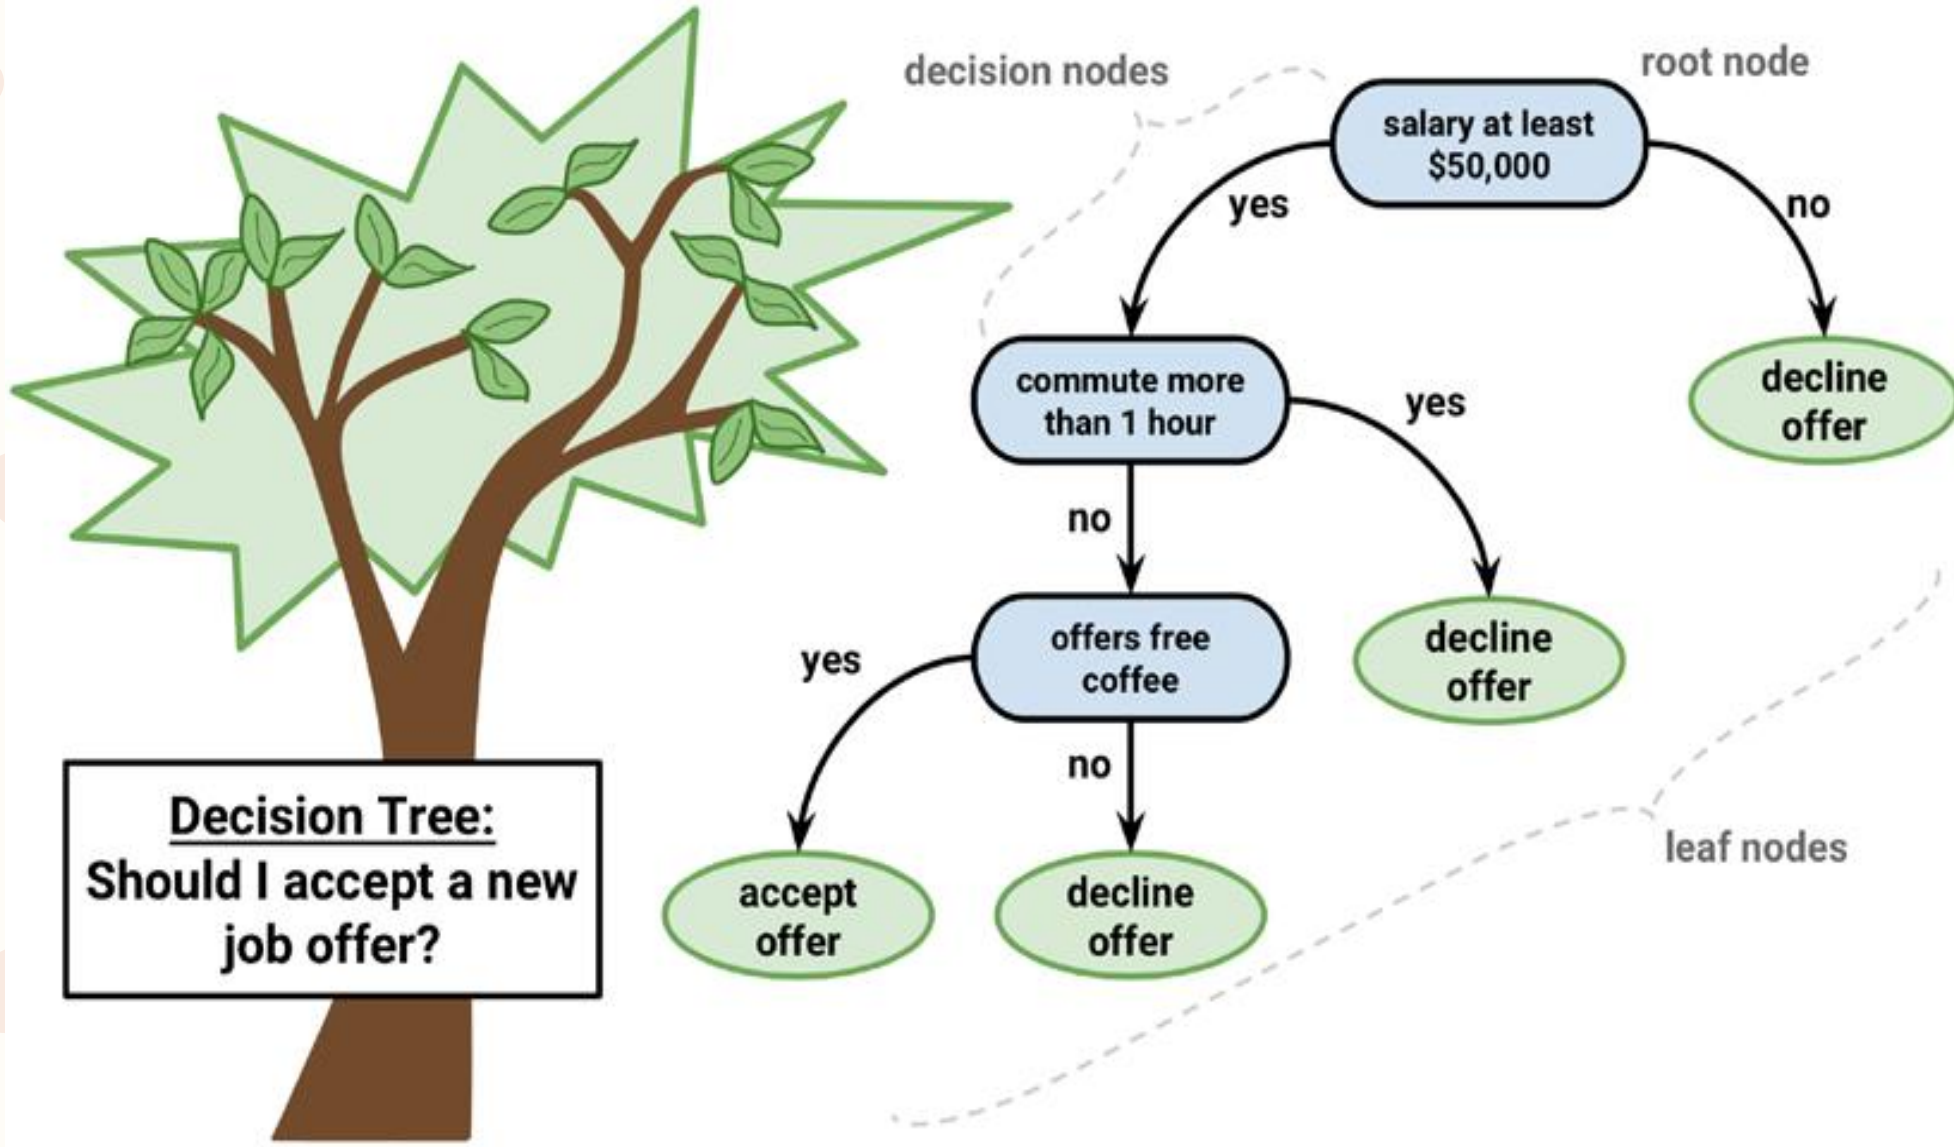 decision nodes
root node
salary at least
$50,000
yes
no
commute more
than 1 hour
yes
decline
offer
no
offers free
coffee
decline
offer
yes
no
Decision Tree:
Should I accept a new
job offer?
accept
offer
decline
offer
leaf nodes